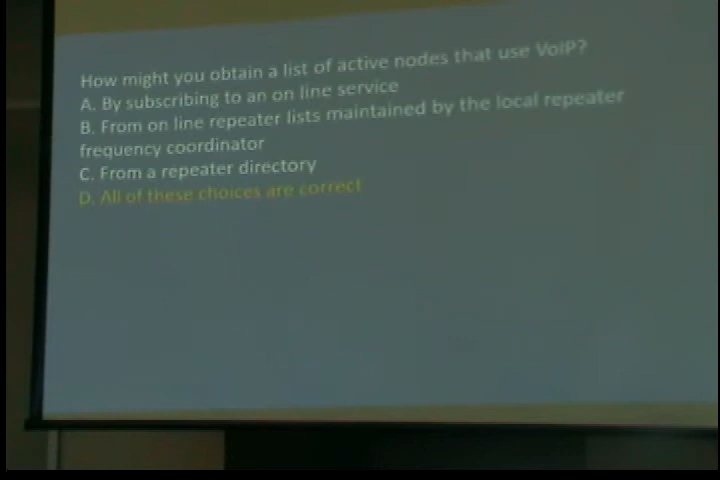 How might you obtain a list of active nodes that use VoIP?
A. By subscribing to an on line service
B. From on line repeater lists maintained by the local repeater
frequency coordinator
C. From a repeater directory
D. All of these choices are correct